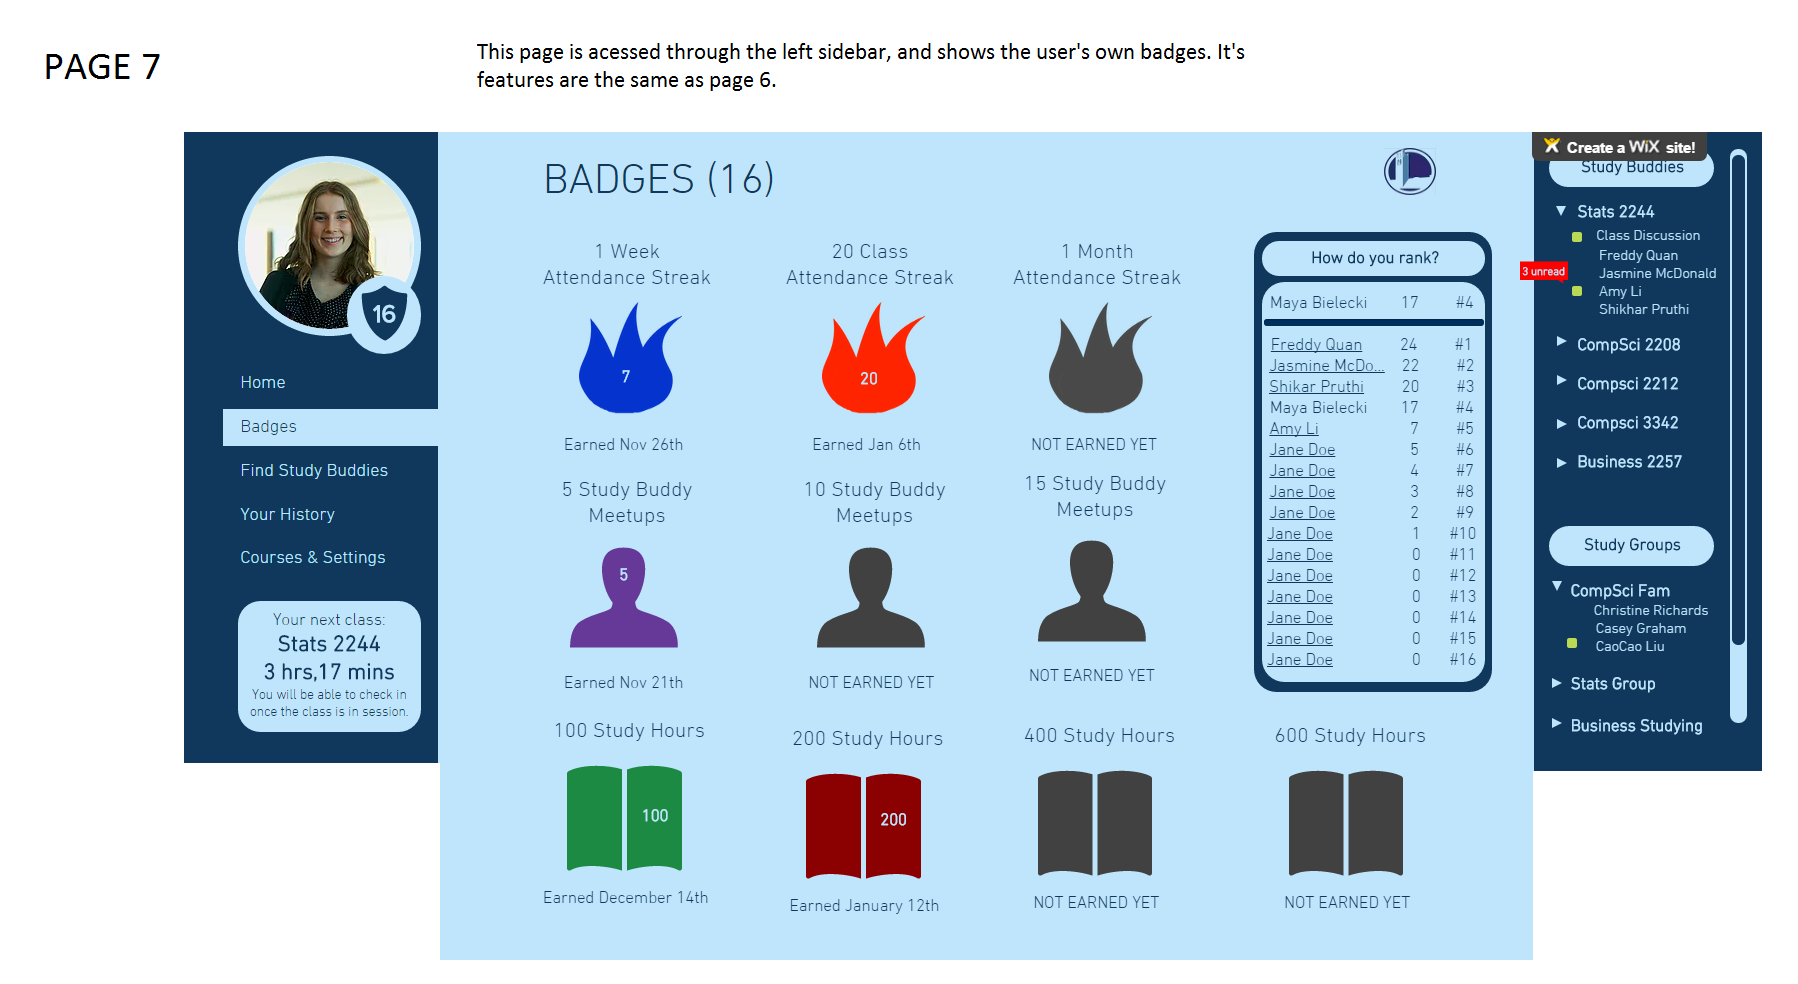 PAGE 7
This page is acessed through the left sidebar, and shows the user's own badges. It's
features are the same as page 6.
16
Home
Badges
Find Study Buddies
Your History
Courses & Settings
Your next class:
Stats 2244
3 hrs,17 mins
You will be able to check in
once the class is in session.
BADGES (16)
1 Week
Attendance Streak
7
Earned Nov 26th
20 Class
Attendance Streak
20
Earned Jan 6th
1 Month
Attendance Streak
NOT EARNED YET
5 Study Buddy
Meetups
5
Earned Nov 21th
10 Study Buddy
Meetups
NOT EARNED YET
15 Study Buddy
Meetups
NOT EARNED YET
100 Study Hours
100
Earned December 14th
200 Study Hours
200
Earned January 12th
400 Study Hours
NOT EARNED YET
600 Study Hours
NOT EARNED YET
How do you rank?
Maya Bielecki 17 #4
Freddy Quan 24 #1
Jasmine McDo... 22 #2
Shikar Pruthi 20 #3
Maya Bielecki 17 #4
Amy Li 7 #5
Jane Doe 5 #6
Jane Doe 4 #7
Jane Doe 3 #8
Jane Doe 2 #9
Jane Doe 1 #10
Jane Doe 0 #11
Jane Doe 0 #12
Jane Doe 0 #13
Jane Doe 0 #14
Jane Doe 0 #15
Jane Doe 0 #16
Create a WiX site!
Study Buddies
Stats 2244
Class Discussion
Freddy Quan
3 unread
Jasmine McDonald
Amy Li
Shikhar Pruthi
CompSci 2208
Compsci 2212
Compsci 3342
Business 2257
Study Groups
CompSci Fam
Christine Richards
Casey Graham
CaoCao Liu
Stats Group
Business Studying